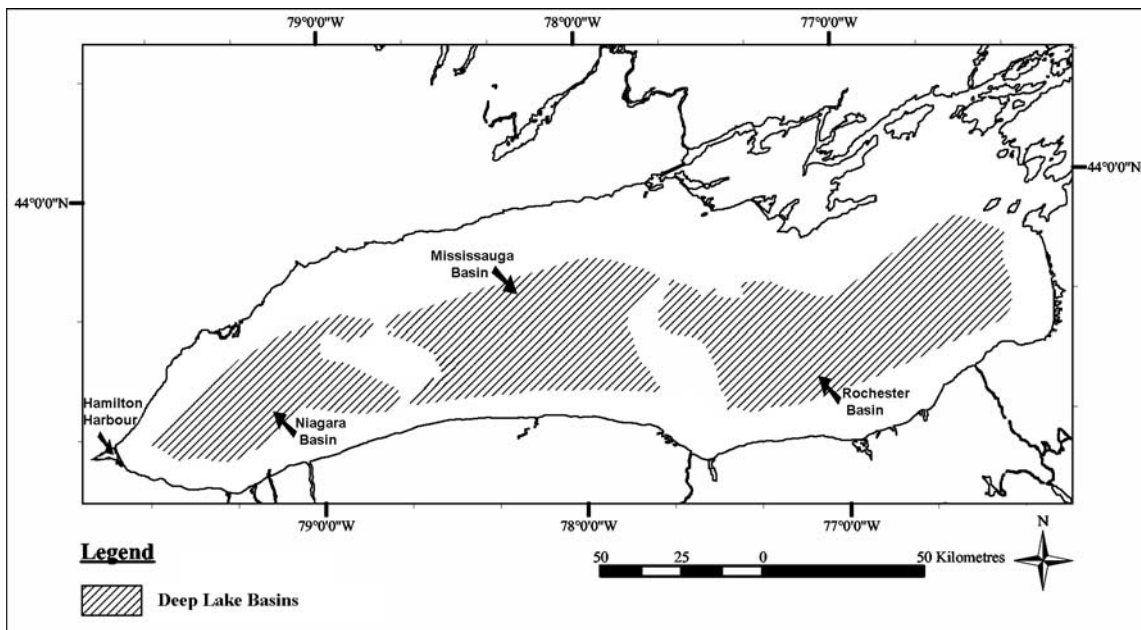 79°0'0"W
78°0'0"W
77°0'0"W
44°0'0"N
44°0'0"N
Mississauga
Basin
Hamilton
Harbour
Niagara
Basin
Rochester
Basin
79°0'0"W
78°0'0"W
77°0'0"W
Legend
Deep Lake Basins
50 25 0 50 Kilometres
N